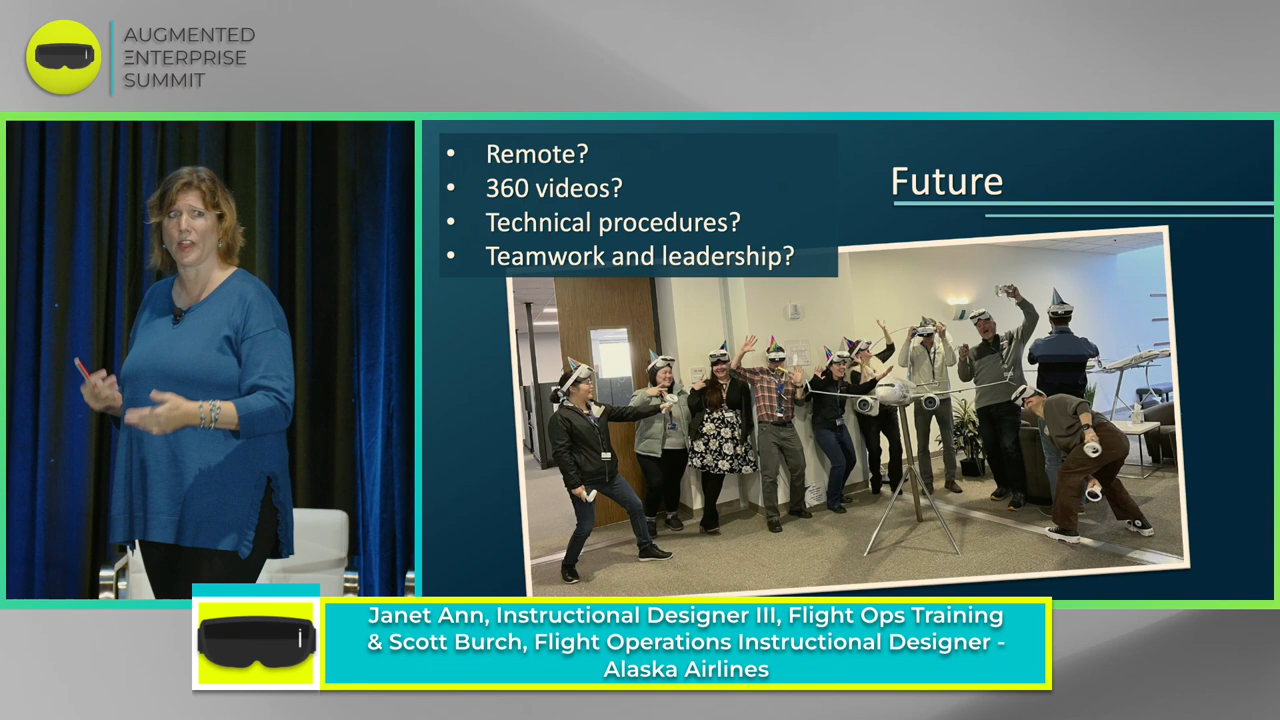 AUGMENTED
ENTERPRISE
SUMMIT
• Remote?
• 360 videos?
• Technical procedures?
• Teamwork and leadership?
Future
Janet Ann, Instructional Designer III, Flight Ops Training
& Scott Burch, Flight Operations Instructional Designer -
Alaska Airlines